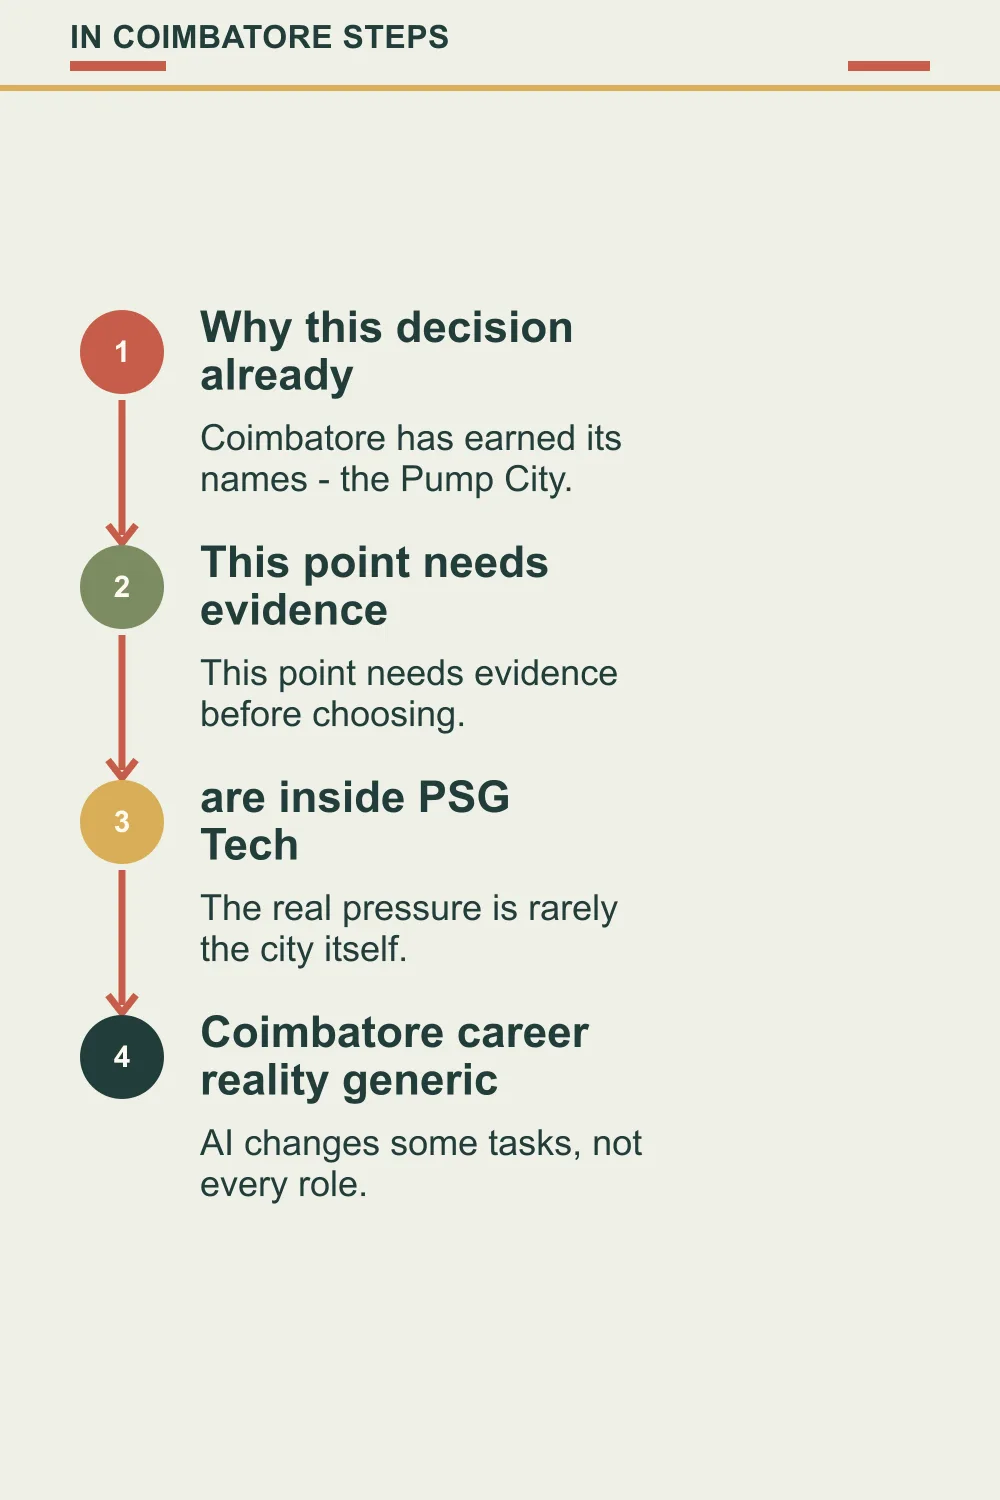 IN COIMBATORE STEPS
1
Why this decision
already
Coimbatore has earned its
names - the Pump City.
2
This point needs
evidence
This point needs evidence
before choosing.
3
are inside PSG
Tech
The real pressure is rarely
the city itself.
4
Coimbatore career
reality generic
AI changes some tasks, not
every role.